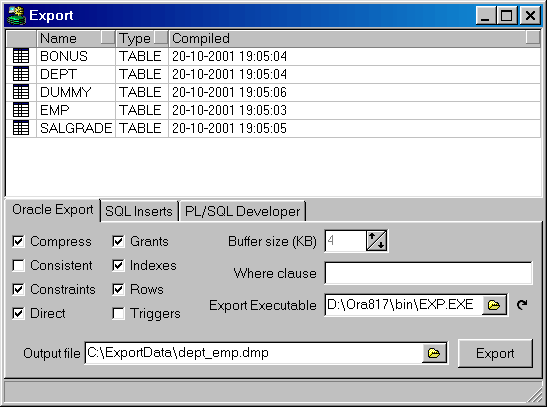 Export
Name Type Compiled
BONUS TABLE 20-10-2001 19:05:04
DEPT TABLE 20-10-2001 19:05:04
DUMMY TABLE 20-10-2001 19:05:06
EMP TABLE 20-10-2001 19:05:03
SALGRADE TABLE 20-10-2001 19:05:05
Oracle Export SQL Inserts PL/SQL Developer
Compress Grants Buffer size (KB) 4
Consistent Indexes Where clause
Constraints Rows Export Executable D:\Ora817\bin\EXP.EXE
Direct Triggers
Output file C:\ExportData\dept_emp.dmp Export